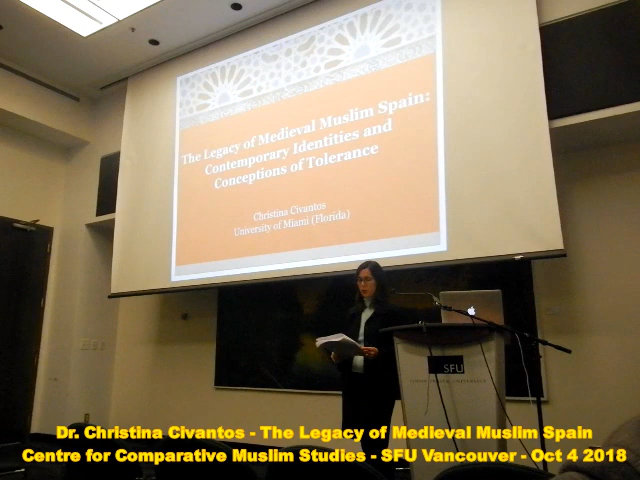 The Legacy of Medieval Muslim Spain:
Contemporary Identities and
Conceptions of Tolerance
Christina Civantos
University of Miami (Florida)
SFU
Dr. Christina Civantos - The Legacy of Medieval Muslim Spain
Centre for Comparative Muslim Studies - SFU Vancouver - Oct 4 2018